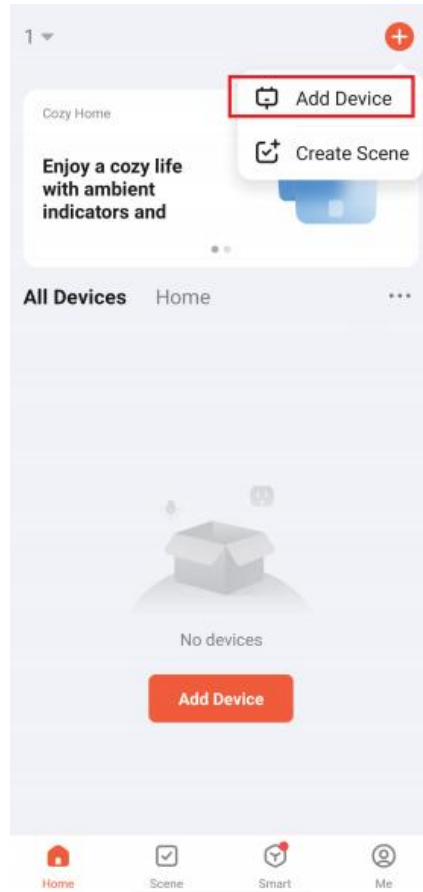 1
Add Device
Cozy Home
Create Scene
Enjoy a cozy life
with ambient
indicators and
All Devices Home
No devices
Add Device
Home Scene Smart Me